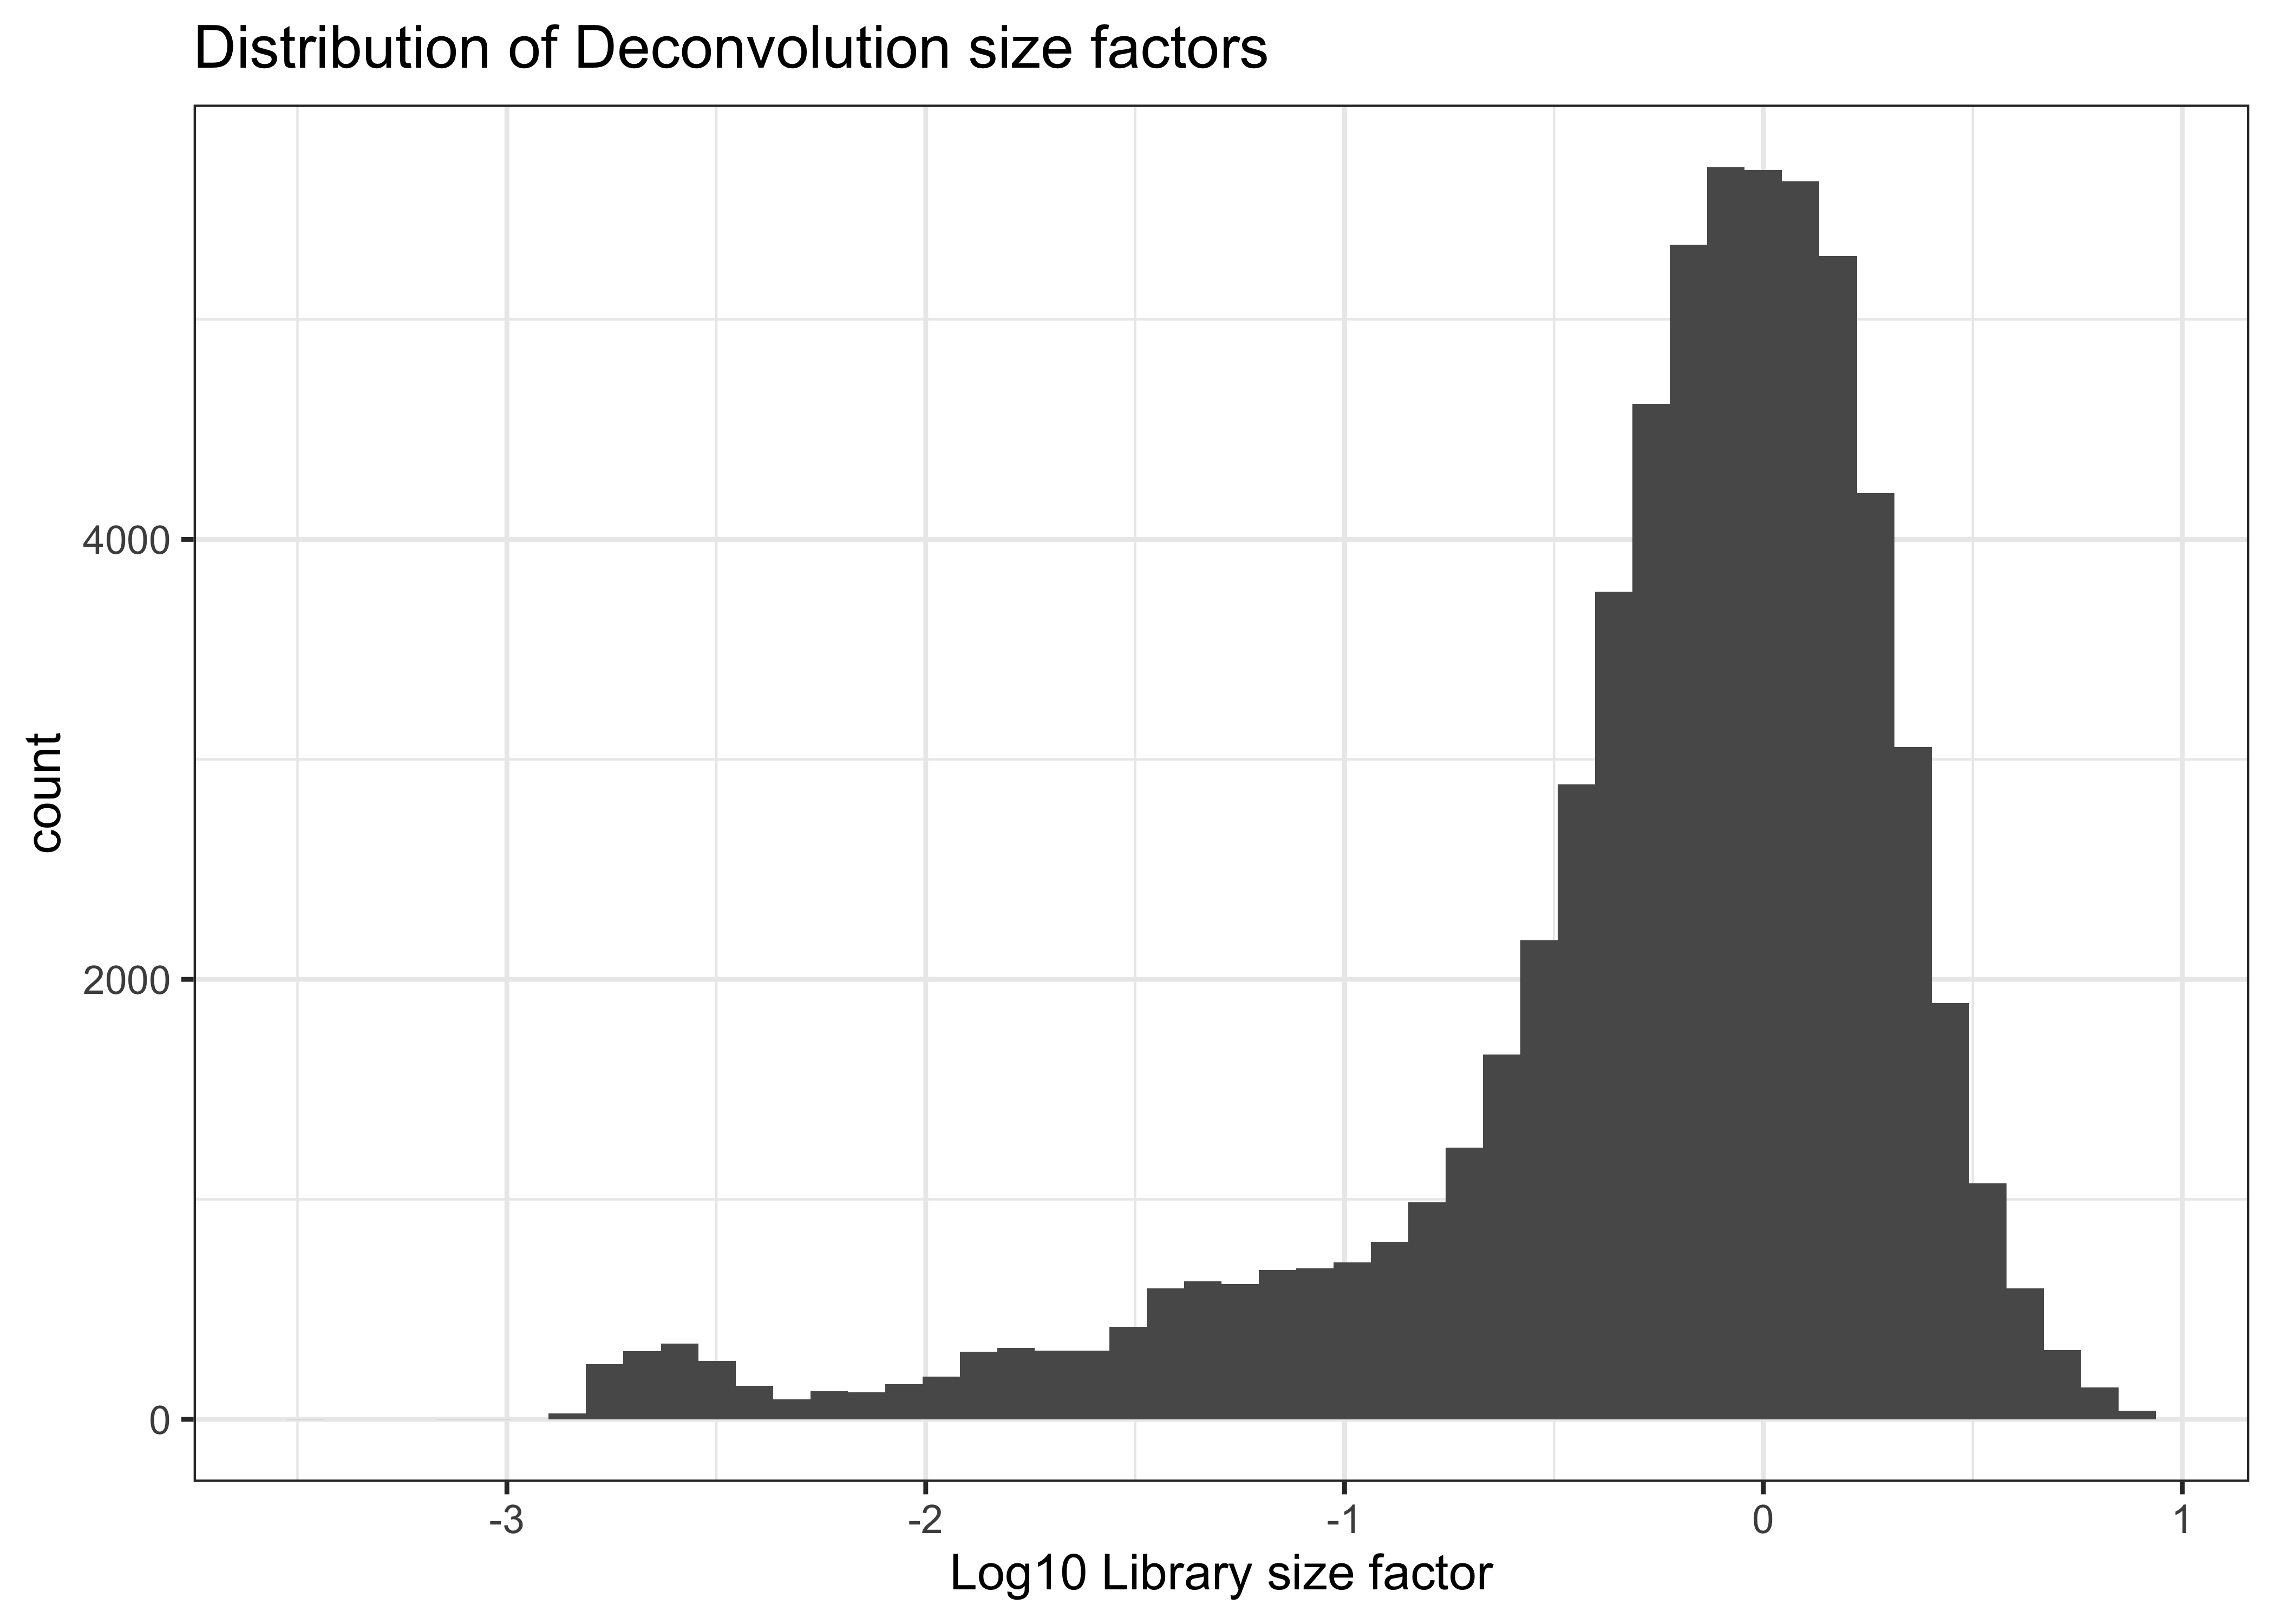 Distribution of Deconvolution size factors
count
4000
2000
0
-3
-2
-1
0
1
Log10 Library size factor